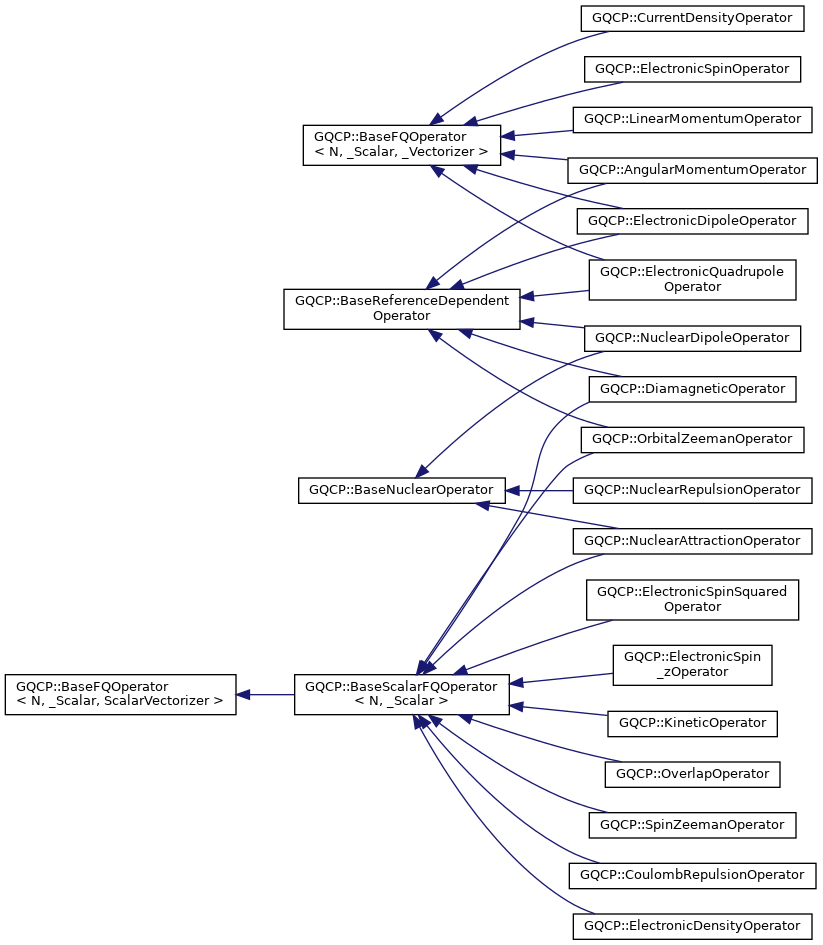 GQCP::CurrentDensityOperator
GQCP::ElectronicSpinOperator
GQCP::LinearMomentumOperator
GQCP::BaseFQOperator
< N, _Scalar, _Vectorizer >
GQCP::AngularMomentumOperator
GQCP::ElectronicDipoleOperator
GQCP::ElectronicQuadrupole
Operator
GQCP::BaseReferenceDependent
Operator
GQCP::NuclearDipoleOperator
GQCP::DiamagneticOperator
GQCP::OrbitalZeemanOperator
GQCP::BaseNuclearOperator
GQCP::NuclearRepulsionOperator
GQCP::NuclearAttractionOperator
GQCP::ElectronicSpinSquared
Operator
GQCP::ElectronicSpin
_zOperator
GQCP::BaseFQOperator
< N, _Scalar, ScalarVectorizer >
GQCP::BaseScalarFQOperator
< N, _Scalar >
GQCP::KineticOperator
GQCP::OverlapOperator
GQCP::SpinZeemanOperator
GQCP::CoulombRepulsionOperator
GQCP::ElectronicDensityOperator